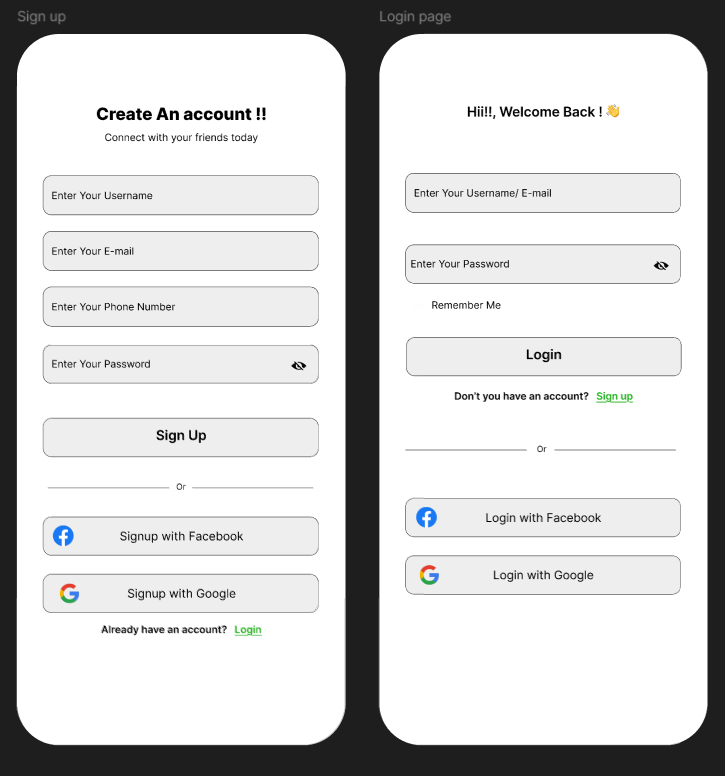 Sign up
Create An account !!
Connect with your friends today
Enter Your Username
Enter Your E-mail
Enter Your Phone Number
Enter Your Password
Sign Up
Or
Signup with Facebook
Signup with Google
Already have an account? Login
Login page
Hii!!, Welcome Back ! 👋
Enter Your Username/ E-mail
Enter Your Password
Remember Me
Login
Don't you have an account? Sign up
Or
Login with Facebook
Login with Google